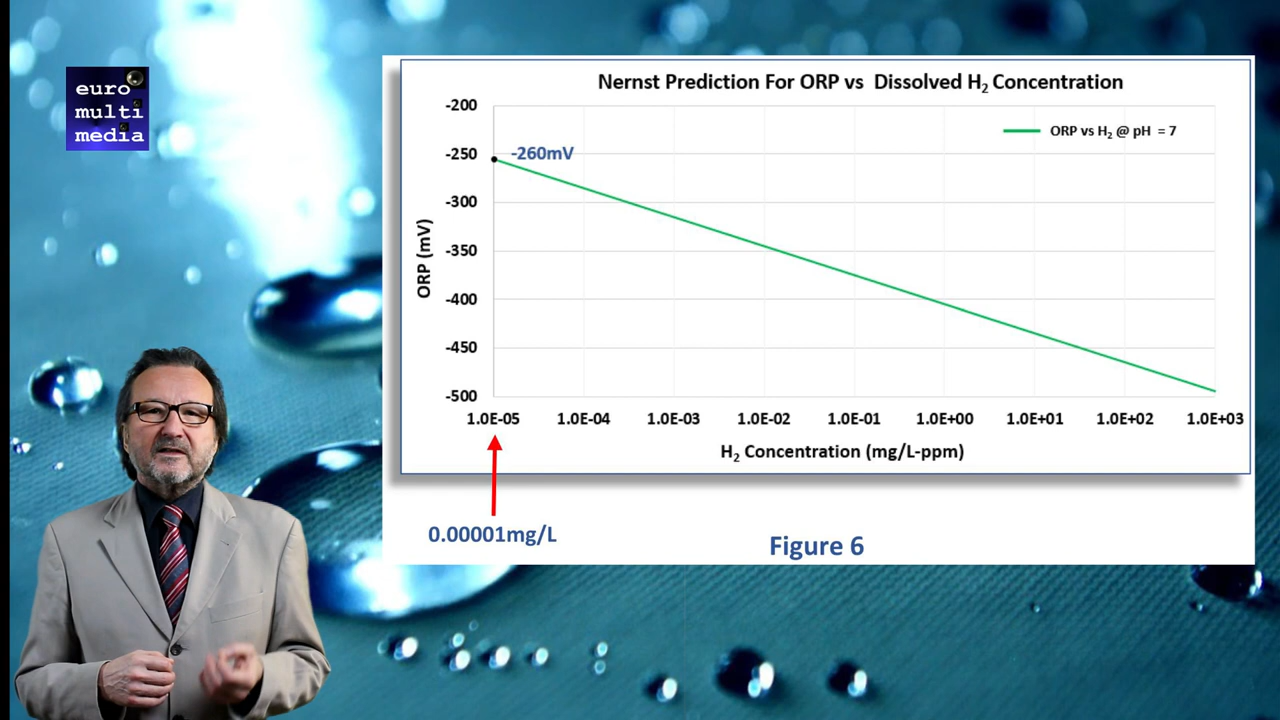 euro
multi
media
Nernst Prediction For ORP vs Dissolved H₂ Concentration
ORP vs H₂ @ pH = 7
ORP (mV)
-200
-250
-300
-350
-400
-450
-500
-260mV
1.0E-05 1.0E-04 1.0E-03 1.0E-02 1.0E-01 1.0E+00 1.0E+01 1.0E+02 1.0E+03
H₂ Concentration (mg/L-ppm)
0.00001mg/L
Figure 6